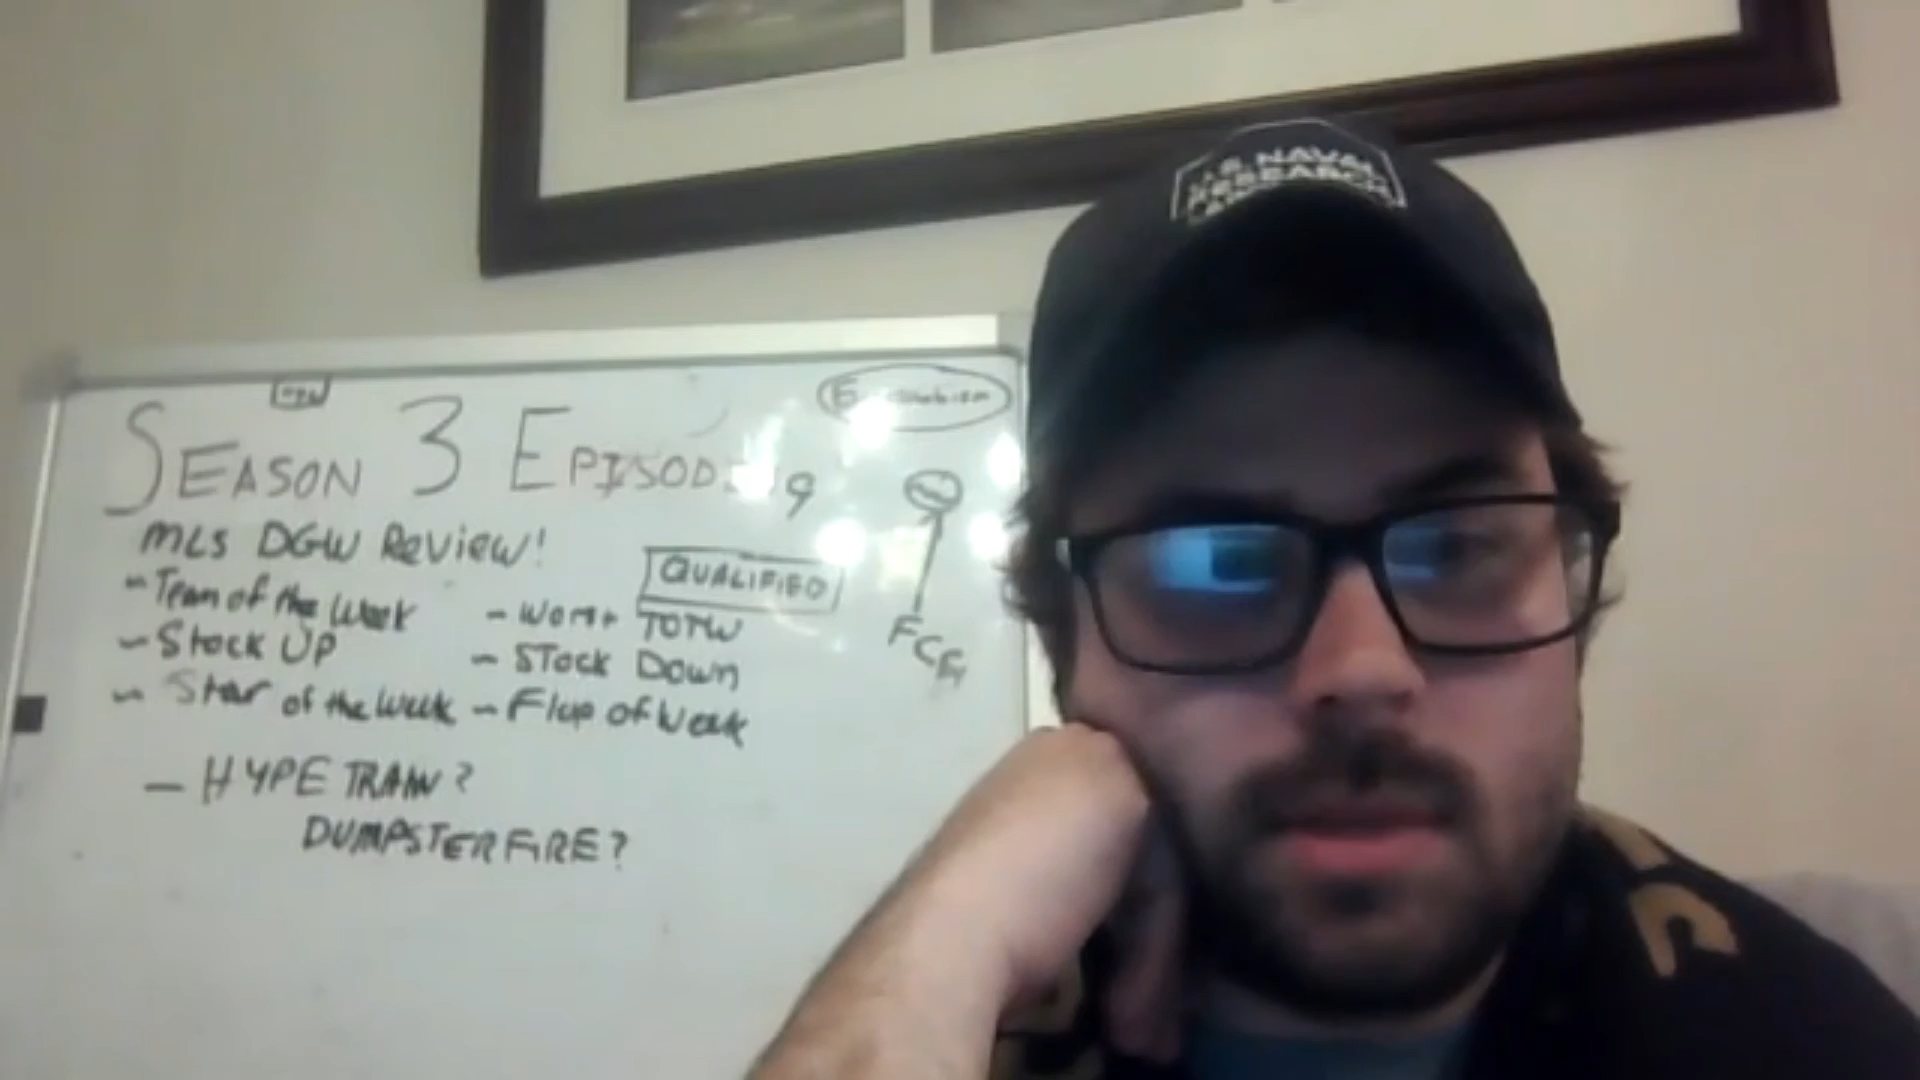 U.S. NAVAL
RESEARCH
SEASON 3 EPISODE 9
MLS DGW REVIEW!
QUALIFIED
- Team of the Week
- Worst TOTW
- Stock UP
- STOCK DOWN
- Star of the Week
- Flop of Week
- HYPE TRAIN?
DUMPSTER FIRE?